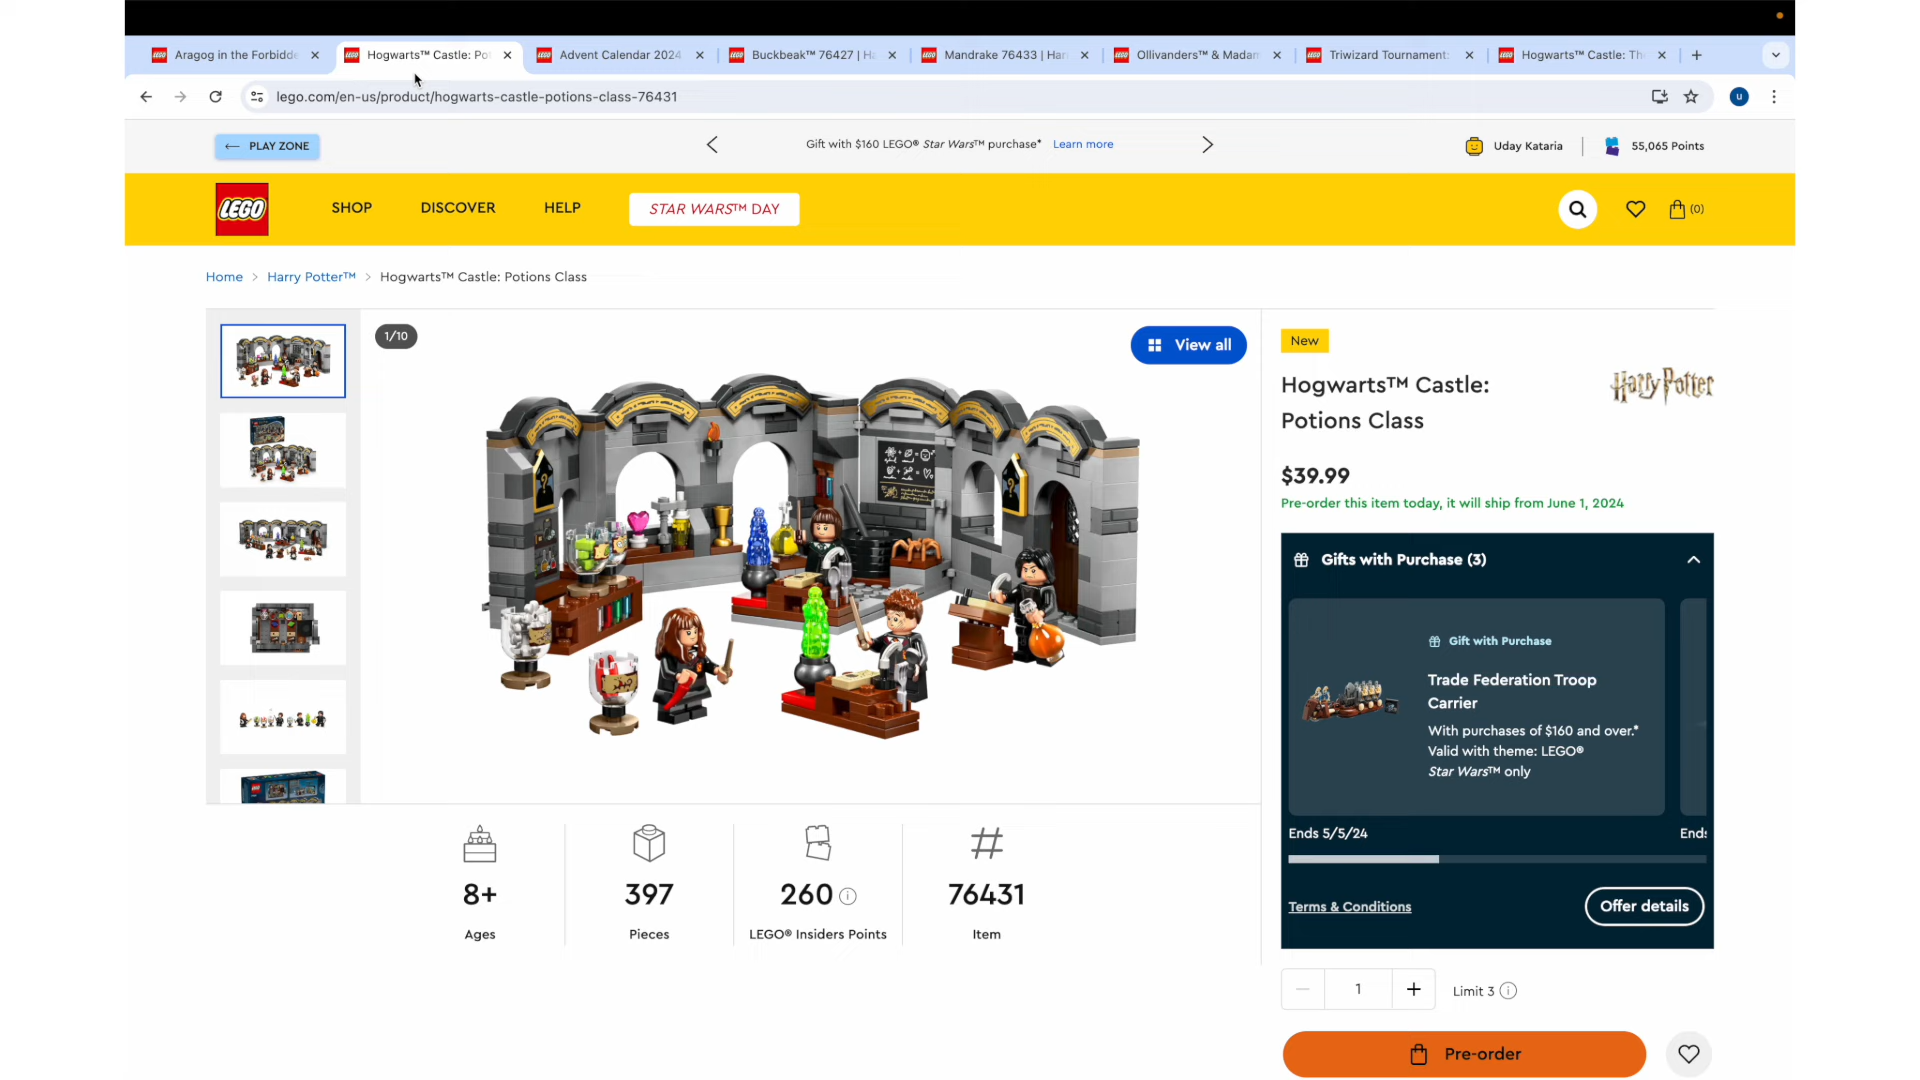 Aragog in the Forbidde
Hogwarts™ Castle: Pot
Advent Calendar 2024
Buckbeak™ 76427 | Ha
Mandrake 76433 | Harr
Ollivanders™ & Madam
Triwizard Tournament:
Hogwarts™ Castle: Th
lego.com/en-us/product/hogwarts-castle-potions-class-76431
u
PLAY ZONE
Gift with $160 LEGO® Star Wars™ purchase* Learn more
Uday Kataria
55,065 Points
LEGO
SHOP
DISCOVER
HELP
STAR WARS™ DAY
(0)
Home > Harry Potter™ > Hogwarts™ Castle: Potions Class
1/10
View all
New
Hogwarts™ Castle:
Potions Class
Harry Potter
$39.99
Pre-order this item today, it will ship from June 1, 2024
Gifts with Purchase (3)
Gift with Purchase
Trade Federation Troop
Carrier
With purchases of $160 and over.*
Valid with theme: LEGO®
Star Wars™ only
Ends 5/5/24
Ends
Terms & Conditions
Offer details
8+
Ages
397
Pieces
260
LEGO® Insiders Points
#
76431
Item
1
Limit 3
Pre-order